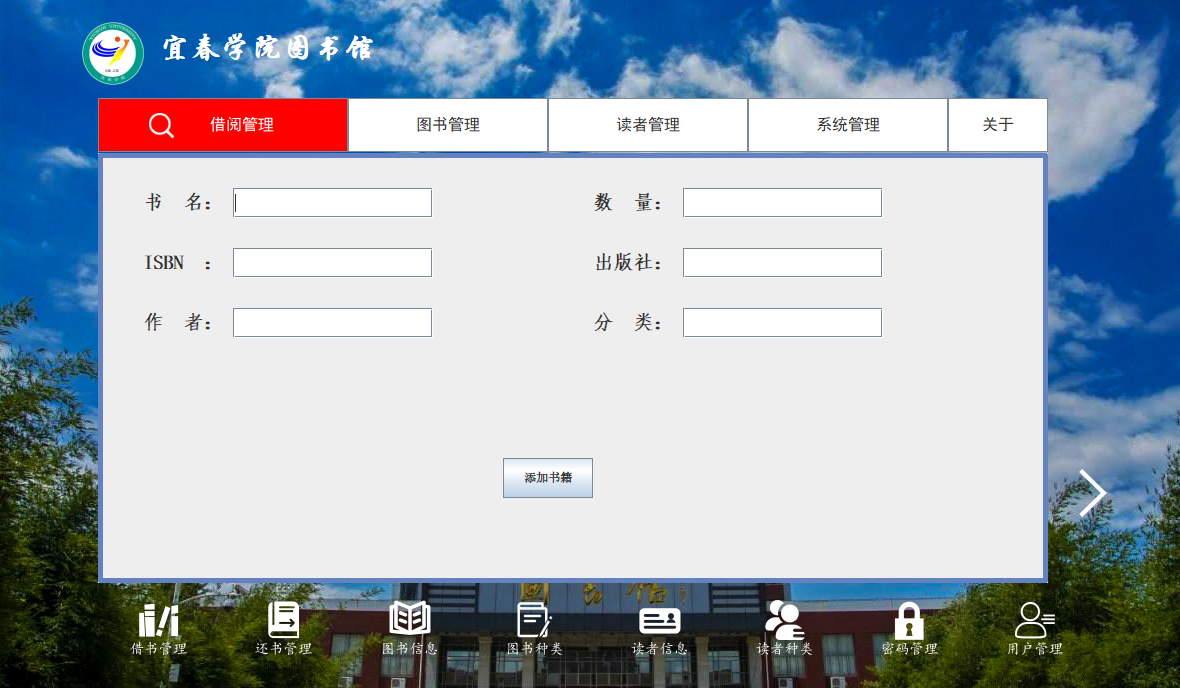 宜春学院图书馆
借阅管理 图书管理 读者管理 系统管理 关于
书 名： 数 量：
ISBN ： 出版社：
作 者： 分 类：
添加书籍
图书馆
借书管理 还书管理 图书信息 图书种类 读者信息 读者种类 密码管理 用户管理